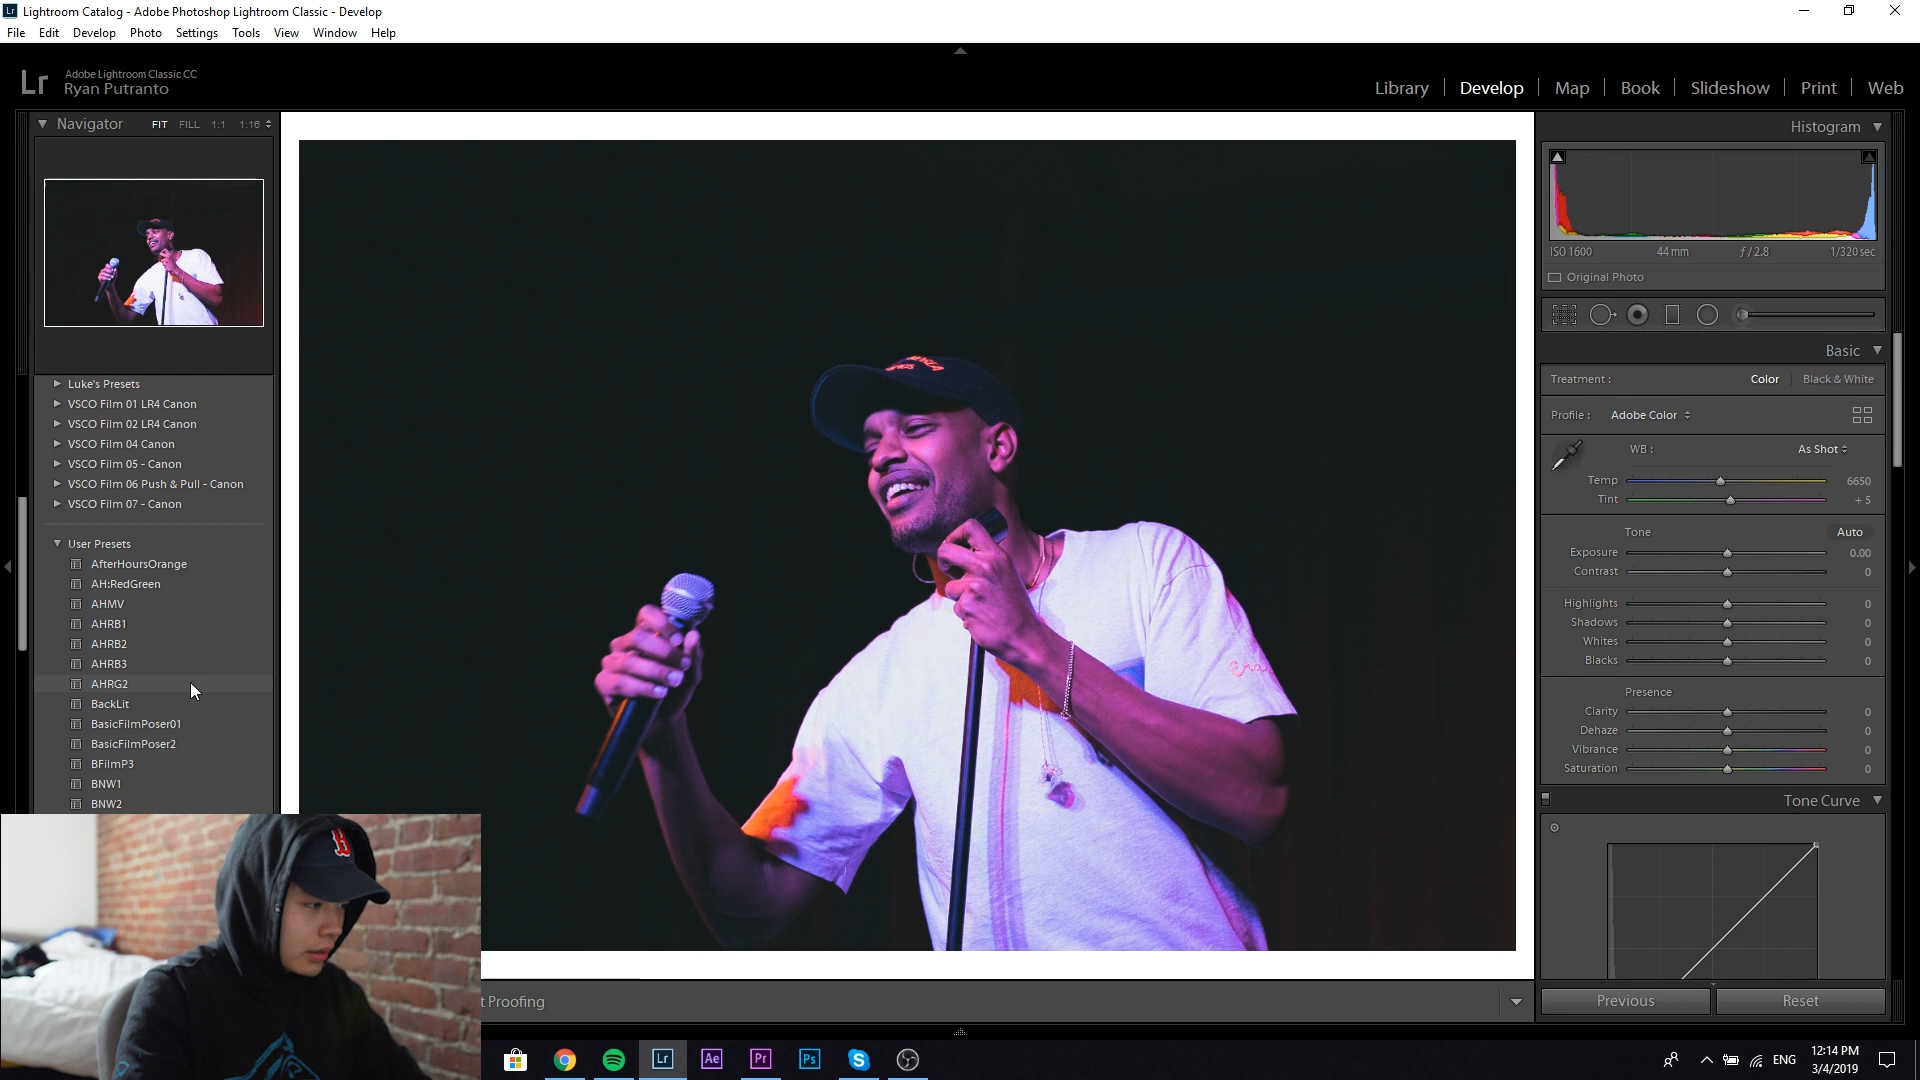 Lightroom Catalog - Adobe Photoshop Lightroom Classic - Develop
File Edit Develop Photo Settings Tools View Window Help
Lr Adobe Lightroom Classic CC
Ryan Putranto
Library Develop Map Book Slideshow Print Web
Navigator FIT FILL 1:1 1:16
Luke's Presets
VSCO Film 01 LR4 Canon
VSCO Film 02 LR4 Canon
VSCO Film 04 Canon
VSCO Film 05 - Canon
VSCO Film 06 Push & Pull - Canon
VSCO Film 07 - Canon
User Presets
AfterHoursOrange
AH:RedGreen
AHMV
AHRB1
AHRB2
AHRB3
AHRG2
BackLit
BasicFilmPoser01
BasicFilmPoser2
BFilmP3
BNW1
BNW2
t Proofing
Histogram
ISO 1600 44 mm ƒ / 2.8 1/320 sec
Original Photo
Basic
Treatment : Color Black & White
Profile : Adobe Color
WB : As Shot
Temp 6650
Tint + 5
Tone Auto
Exposure 0.00
Contrast 0
Highlights 0
Shadows 0
Whites 0
Blacks 0
Presence
Clarity 0
Dehaze 0
Vibrance 0
Saturation 0
Tone Curve
Previous Reset
Lr Ae Pr Ps
ENG
12:14 PM
3/4/2019
B